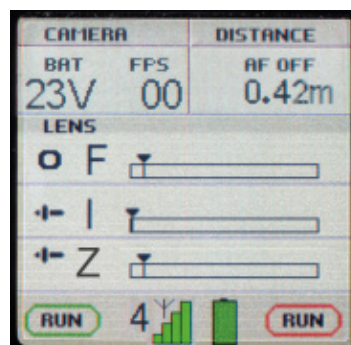 CAMERA DISTANCE
BAT FPS AF OFF
23V 00 0.42m
LENS
F
I
Z
RUN 4 RUN